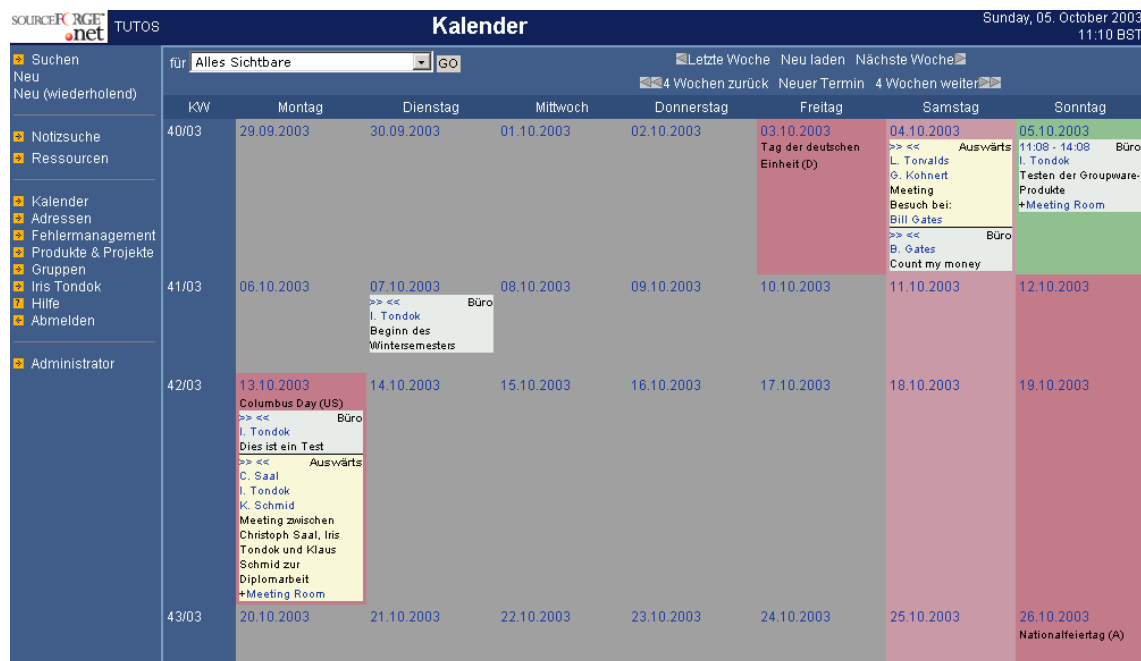 SOURCEFORGE .net TUTOS
Kalender
Sunday, 05. October 2003
11:10 BST
Suchen
Neu
Neu (wiederholend)
Notizsuche
Ressourcen
Kalender
Adressen
Fehlermanagement
Produkte & Projekte
Gruppen
Iris Tondok
Hilfe
Abmelden
Administrator
für Alles Sichtbare GO
Letzte Woche Neu laden Nächste Woche
4 Wochen zurück Neuer Termin 4 Wochen weiter
KW Montag Dienstag Mittwoch Donnerstag Freitag Samstag Sonntag
40/03 29.09.2003 30.09.2003 01.10.2003 02.10.2003 03.10.2003 04.10.2003 05.10.2003
Tag der deutschen
Einheit (D)
>> << Auswärts
L. Torvalds
G. Kohnert
Meeting
Besuch bei:
Bill Gates
>> << Büro
B. Gates
Count my money
11:08 - 14:08 Büro
I. Tondok
Testen der Groupware-
Produkte
+Meeting Room
41/03 06.10.2003 07.10.2003 08.10.2003 09.10.2003 10.10.2003 11.10.2003 12.10.2003
>> << Büro
I. Tondok
Beginn des
Wintersemesters
42/03 13.10.2003 14.10.2003 15.10.2003 16.10.2003 17.10.2003 18.10.2003 19.10.2003
Columbus Day (US)
>> << Büro
I. Tondok
Dies ist ein Test
>> << Auswärts
C. Saal
I. Tondok
K. Schmid
Meeting zwischen
Christoph Saal, Iris
Tondok und Klaus
Schmid zur
Diplomarbeit
+Meeting Room
43/03 20.10.2003 21.10.2003 22.10.2003 23.10.2003 24.10.2003 25.10.2003 26.10.2003
Nationalfeiertag (A)